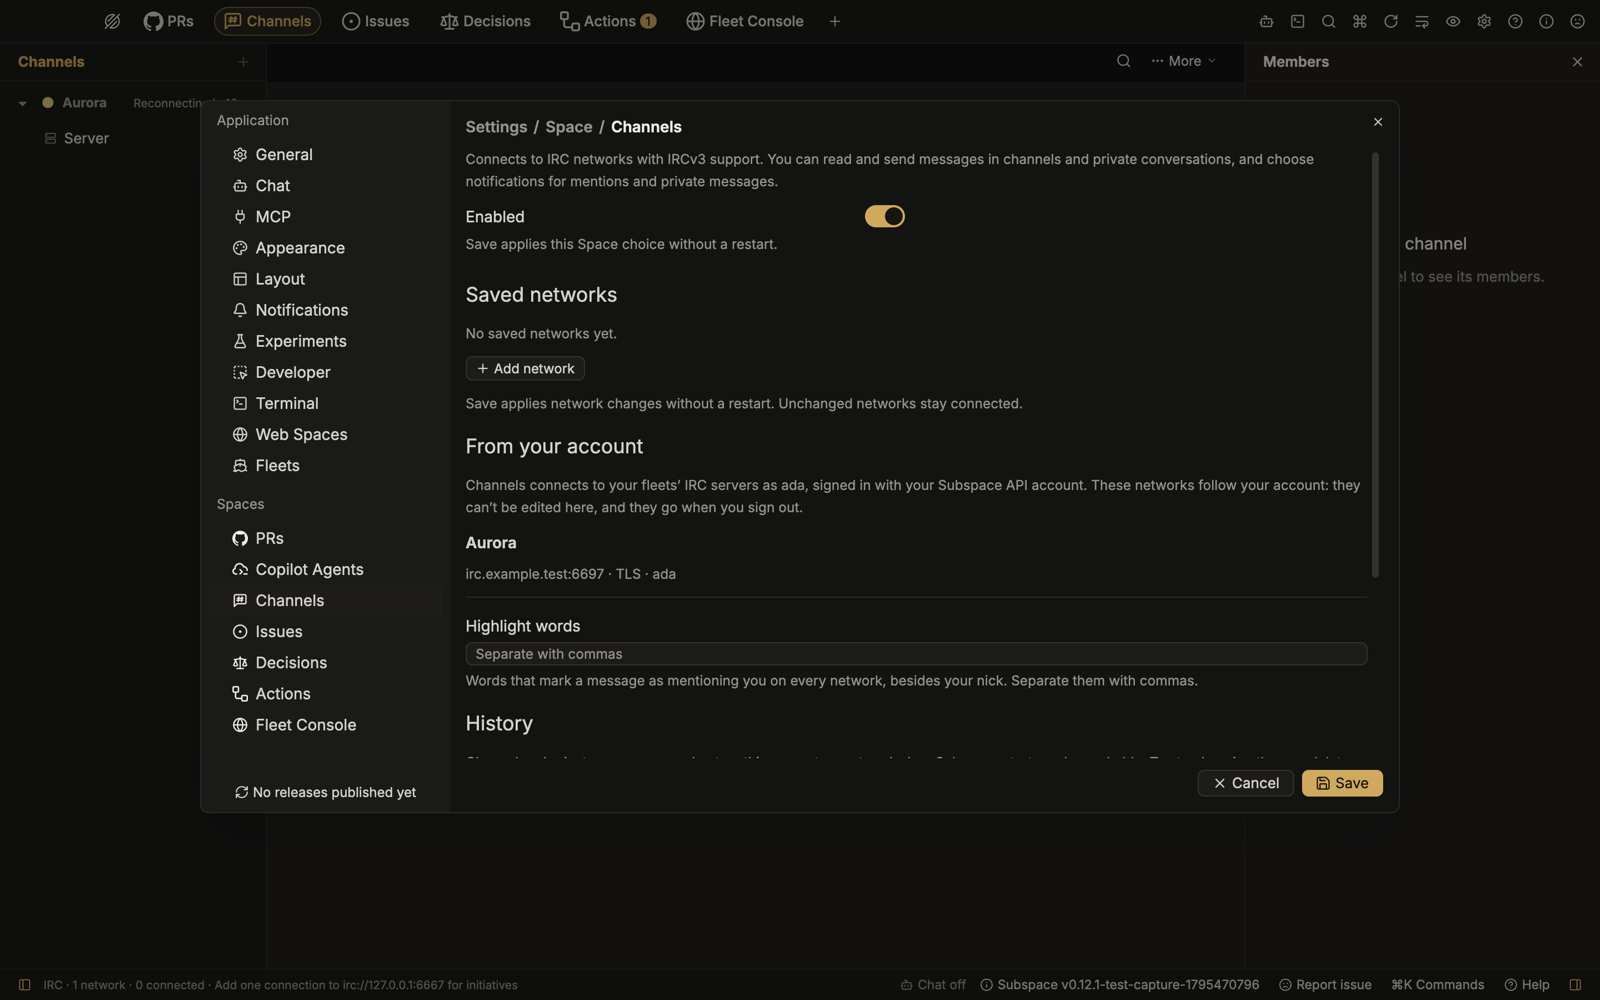 PRs
Channels
Issues
Decisions
Actions 1
Fleet Console
Channels
More
Members
Aurora
Server
channel
to see its members.
Application
General
Chat
MCP
Appearance
Layout
Notifications
Experiments
Developer
Terminal
Web Spaces
Fleets
Spaces
PRs
Copilot Agents
Channels
Issues
Decisions
Actions
Fleet Console
No releases published yet
Settings / Space / Channels
Connects to IRC networks with IRCv3 support. You can read and send messages in channels and private conversations, and choose
notifications for mentions and private messages.
Enabled
Save applies this Space choice without a restart.
Saved networks
No saved networks yet.
+ Add network
Save applies network changes without a restart. Unchanged networks stay connected.
From your account
Channels connects to your fleets’ IRC servers as ada, signed in with your Subspace API account. These networks follow your account: they
can’t be edited here, and they go when you sign out.
Aurora
irc.example.test:6697 · TLS · ada
Highlight words
Separate with commas
Words that mark a message as mentioning you on every network, besides your nick. Separate them with commas.
History
Cancel
Save
IRC · 1 network · 0 connected · Add one connection to irc://127.0.0.1:6667 for initiatives
Chat off
Subspace v0.12.1-test-capture-1795470796
Report issue
⌘K Commands
Help